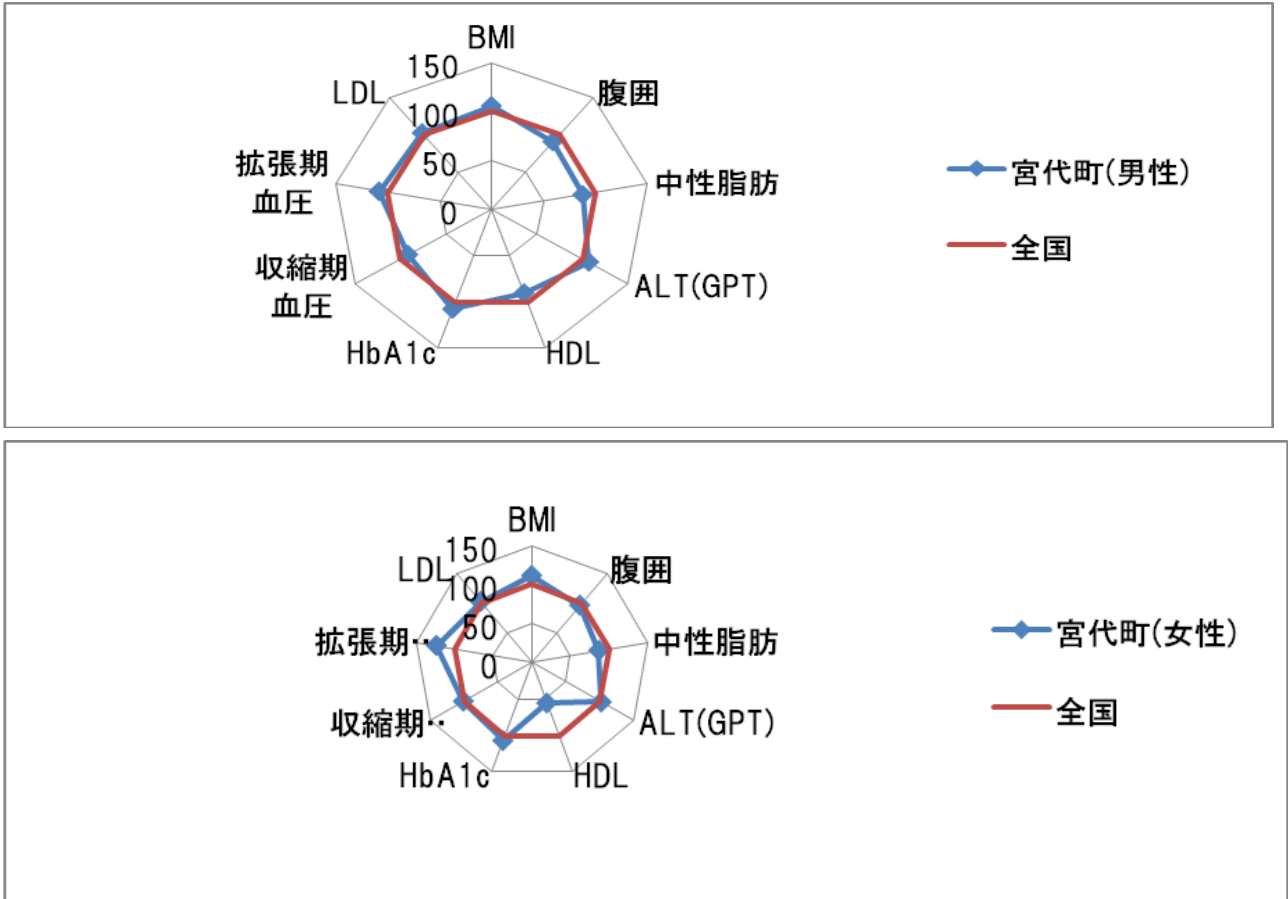 BMI
150
LDL
腹囲
100
拡張期
血圧
50
中性脂肪
0
収縮期
血圧
ALT(GPT)
HbA1c
HDL
宮代町(男性)
全国
BMI
150
LDL
腹囲
100
拡張期‥
50
中性脂肪
0
収縮期‥
ALT(GPT)
HbA1c
HDL
宮代町(女性)
全国